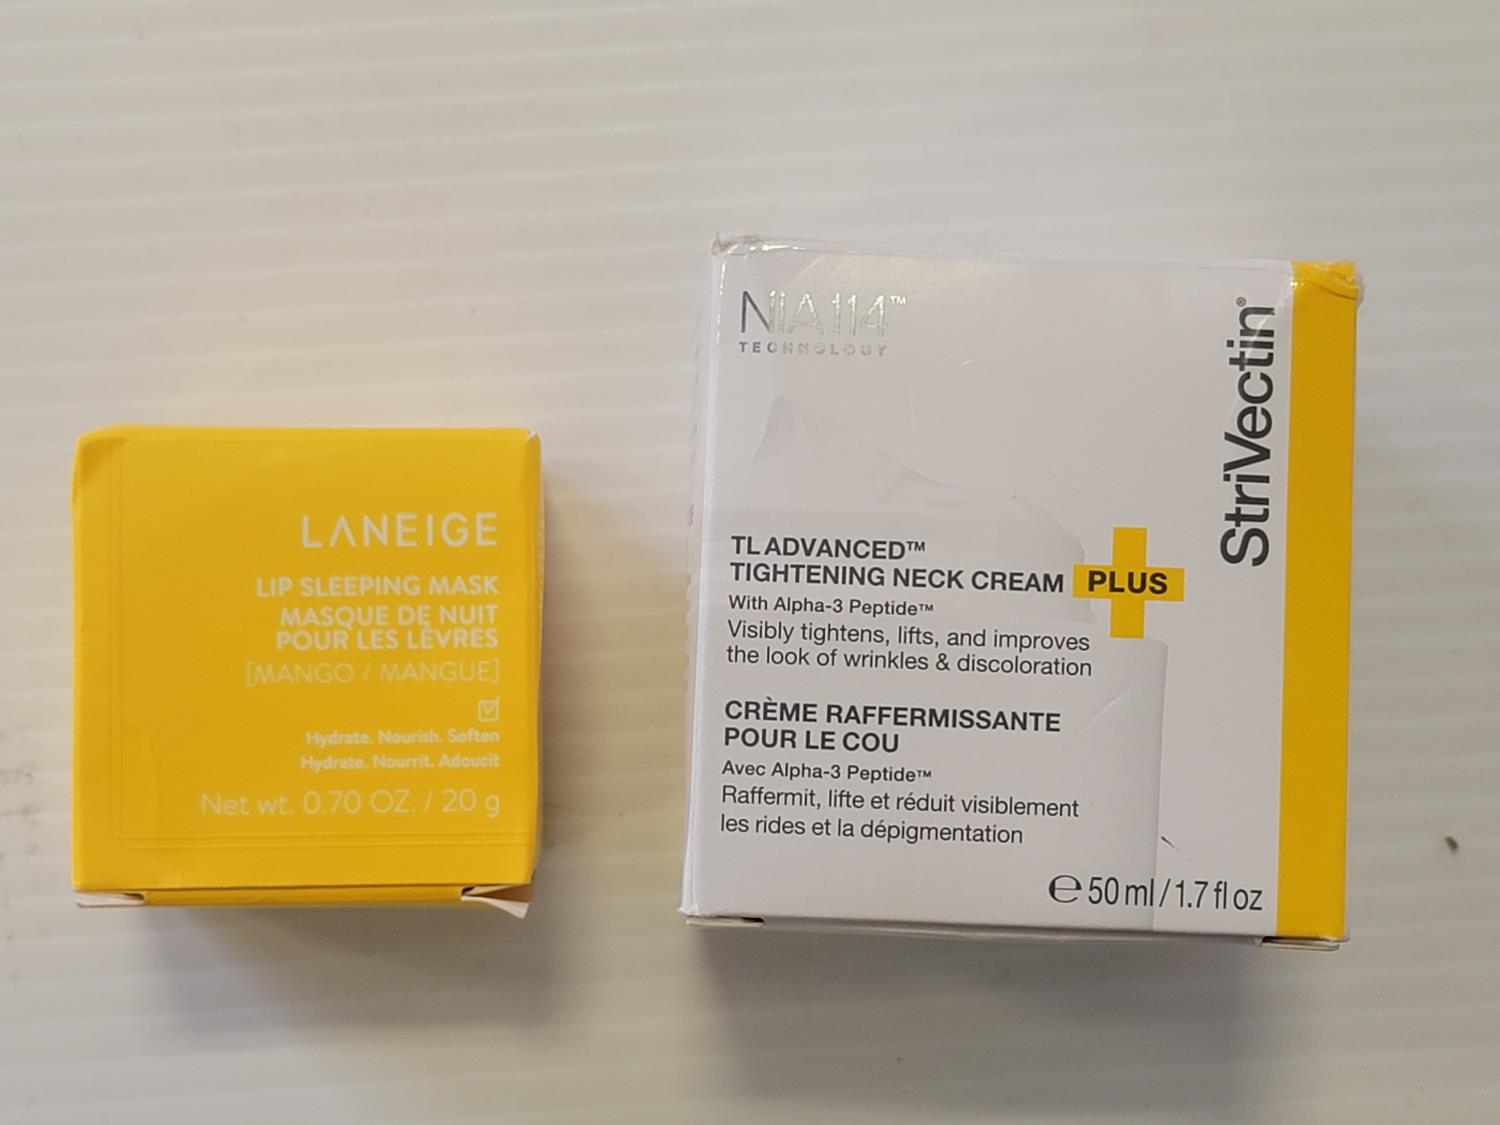 LANEIGE
LIP SLEEPING MASK
MASQUE DE NUIT
POUR LES LÈVRES
[MANGO / MANGUE]
Hydrate. Nourish. Soften
Hydrate. Nourrit. Adoucit
Net wt. 0.70 OZ. / 20 g
NIA114™
TECHNOLOGY
StriVectin®
TL ADVANCED™
TIGHTENING NECK CREAM PLUS
With Alpha-3 Peptide™
Visibly tightens, lifts, and improves
the look of wrinkles & discoloration
CRÈME RAFFERMISSANTE
POUR LE COU
Avec Alpha-3 Peptide™
Raffermit, lifte et réduit visiblement
les rides et la dépigmentation
℮ 50 ml / 1.7 fl oz